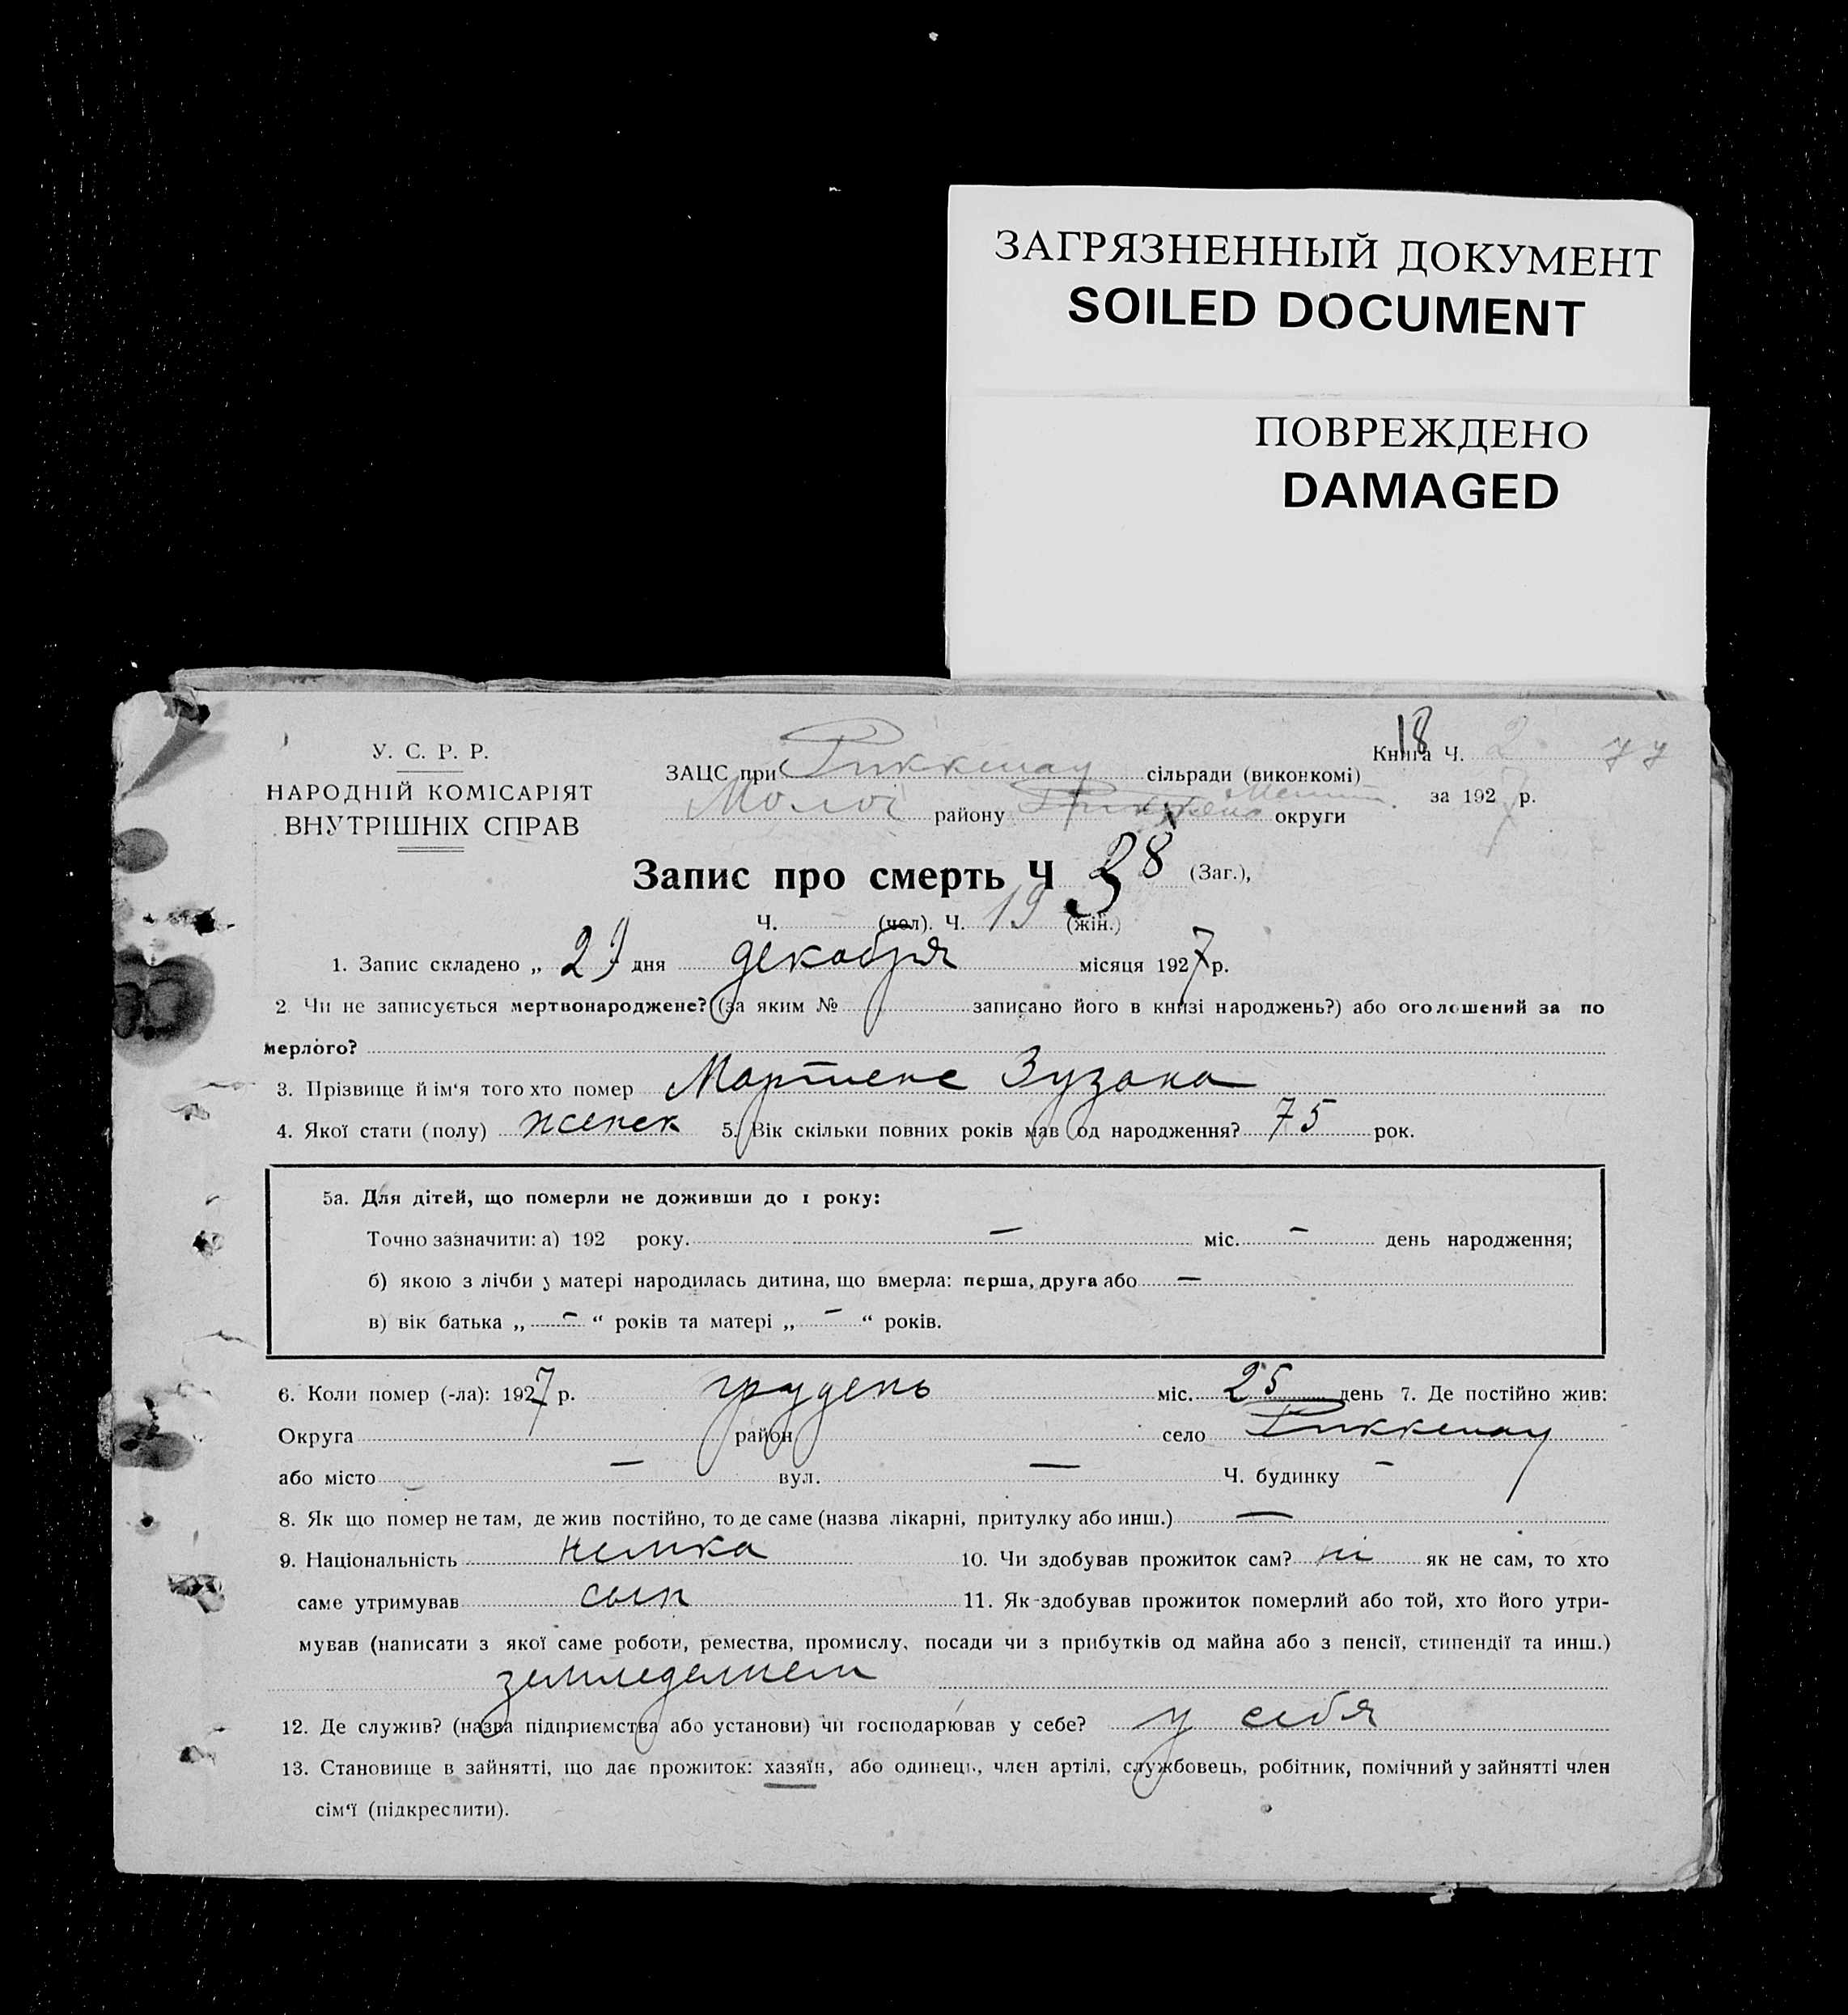 ЗАГРЯЗНЕННЫЙ ДОКУМЕНТ
SOILED DOCUMENT
ПОВРЕЖДЕНО
DAMAGED
У. С. Р. Р.
НАРОДНІЙ КОМІСАРІЯТ
ВНУТРІШНІХ СПРАВ
18
Книга Ч. 2
ЗАЦС при Риккенау сільради (виконкомі)
Молоч району округи
за 1927 р.
Запис про смерть Ч 38 (Заг.),
Ч. (чол). Ч. 19 (жін.)
1. Запис складено „ 29 дня декабря місяця 1927 р.
2. Чи не записується мертвонароджене? (за яким № записано його в книзі народжень?) або оголошений за по
мерлого?
3. Прізвище й ім‘я того хто помер Мартенс Зузана
4. Якої стати (полу) женск 5. Вік скільки повних років мав од народження? 75 рок.
5а. Для дітей, що померли не доживши до 1 року:
Точно зазначити: а) 192 року. — міс. — день народження;
б) якою з лічби у матері народилась дитина, що вмерла: перша, друга або —
в) вік батька „ — “ років та матері „ — “ років.
6. Коли помер (-ла): 1927 р. грудень міс. 25 день 7. Де постійно жив:
Округа район село Риккенау
або місто — вул. — Ч. будинку —
8. Як що помер не там, де жив постійно, то де саме (назва лікарні, притулку або инш.) —
9. Національність немка 10. Чи здобував прожиток сам? ні як не сам, то хто
саме утримував сын 11. Як здобував прожиток померлий або той, хто його утри-
мував (написати з якої саме роботи, ремества, промислу, посади чи з прибутків од майна або з пенсії, стипендії та инш.)
земледелием
12. Де служив? (назва підприємства або установи) чи господарював у себе? у себя
13. Становище в зайнятті, що дає прожиток: хазяїн, або одинець, член артілі, службовець, робітник, помічний у зайнятті член
сім‘ї (підкреслити).